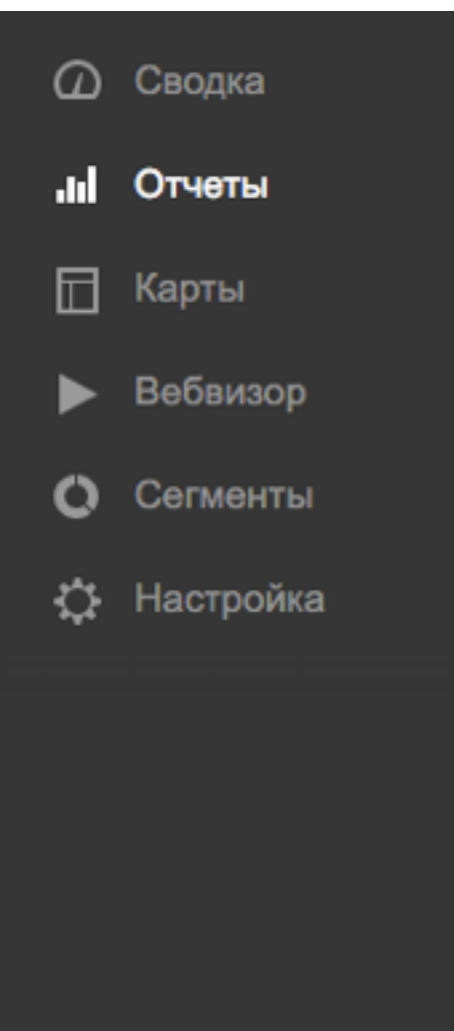 Сводка
Отчеты
Карты
Вебвизор
Сегменты
Настройка